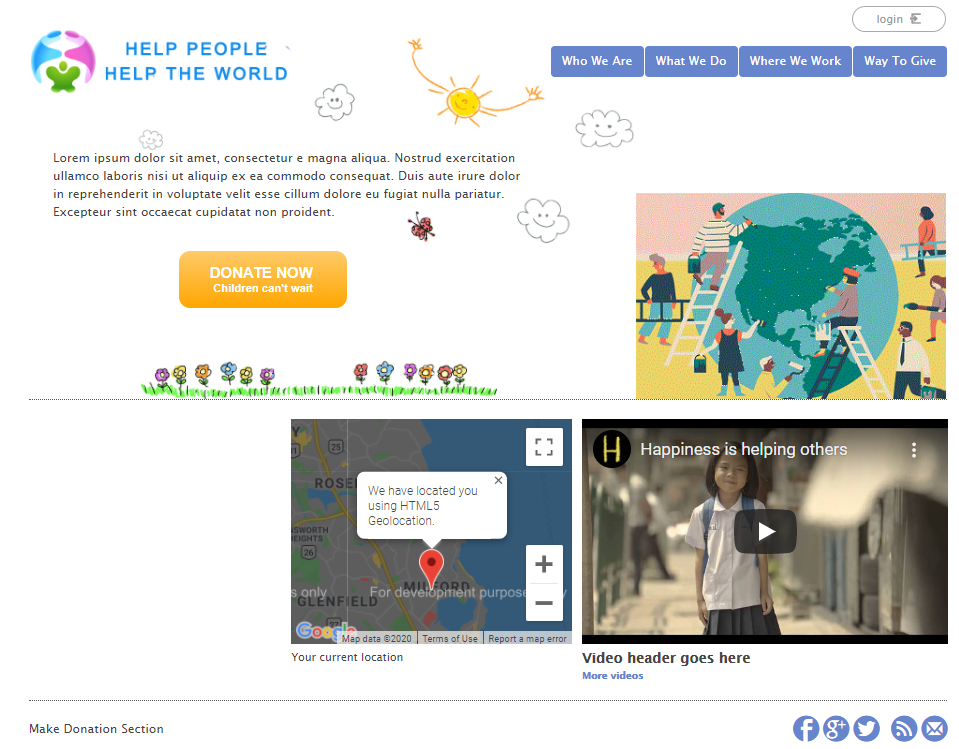 login
HELP PEOPLE
HELP THE WORLD
Who We Are
What We Do
Where We Work
Way To Give
Lorem ipsum dolor sit amet, consectetur e magna aliqua. Nostrud exercitation
ullamco laboris nisi ut aliquip ex ea commodo consequat. Duis aute irure dolor
in reprehenderit in voluptate velit esse cillum dolore eu fugiat nulla pariatur.
Excepteur sint occaecat cupidatat non proident.
DONATE NOW
Children can't wait
25
We have located you
using HTML5
Geolocation.
26
MILFORD
s only
For development purpose
GLENFIELD
Google
Map data ©2020
Terms of Use
Report a map error
Your current location
H
Happiness is helping others
Video header goes here
More videos
Make Donation Section